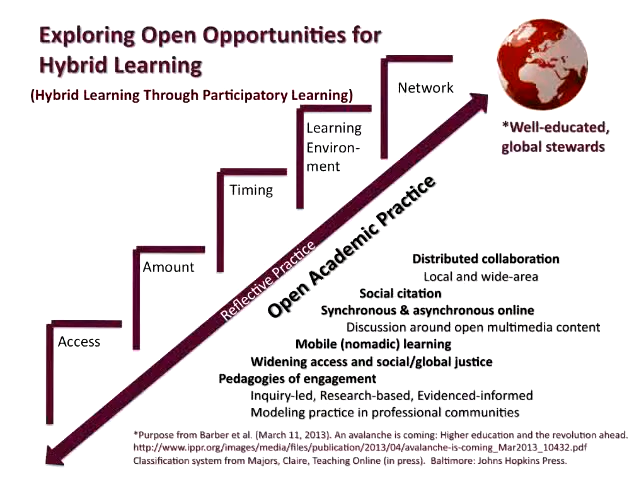 Exploring Open Opportunities for
Hybrid Learning
(Hybrid Learning Through Participatory Learning)
Network
Learning
Environ-
ment
Timing
Amount
Access
*Well-educated,
global stewards
Reflective Practice
Open Academic Practice
Distributed collaboration
Local and wide-area
Social citation
Synchronous & asynchronous online
Discussion around open multimedia content
Mobile (nomadic) learning
Widening access and social/global justice
Pedagogies of engagement
Inquiry-led, Research-based, Evidenced-informed
Modeling practice in professional communities
*Purpose from Barber et al. (March 11, 2013). An avalanche is coming: Higher education and the revolution ahead.
http://www.ippr.org/images/media/files/publication/2013/04/avalanche-is-coming_Mar2013_10432.pdf
Classification system from Majors, Claire, Teaching Online (in press). Baltimore: Johns Hopkins Press.